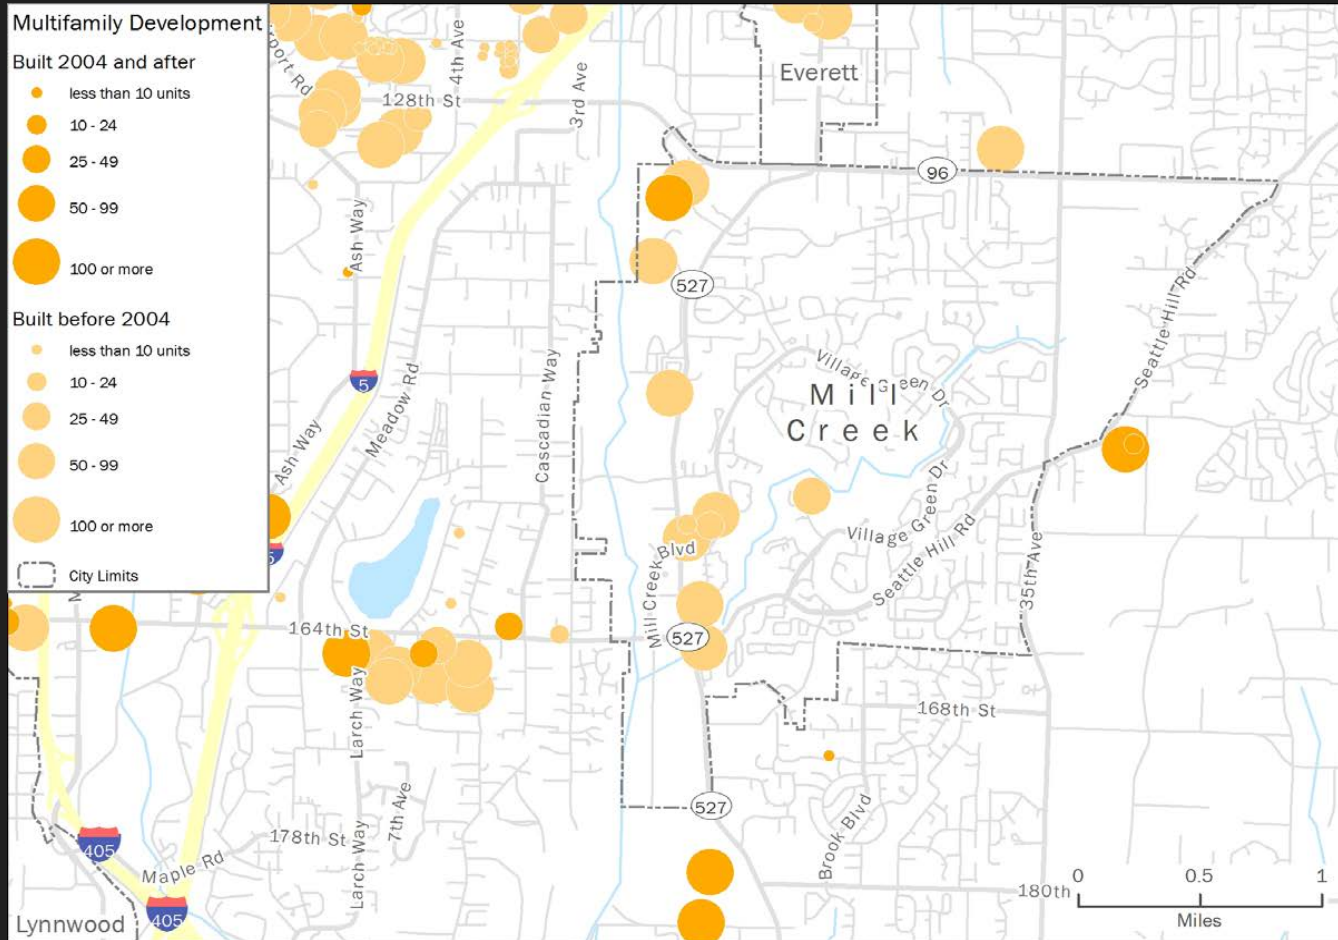 Multifamily Development
Built 2004 and after
less than 10 units
10 - 24
25 - 49
50 - 99
100 or more
Built before 2004
less than 10 units
10 - 24
25 - 49
50 - 99
100 or more
City Limits
4th Ave
128th St
3rd Ave
Everett
96
Ash Way
527
Seattle Hill Rd
5
Meadow Rd
Cascadian Way
Village Green Dr
Mill
Creek
Ash Way
Village Green Dr
Seattle Hill Rd
35th Ave
Mill Creek Blvd
5
164th St
527
Larch Way
168th St
527
7th Ave
178th St
Larch Way
Brook Blvd
405
Maple Rd
405
Lynnwood
180th
0 0.5 1
Miles